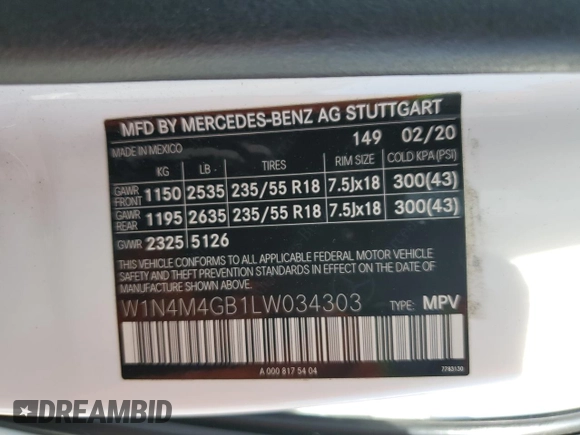 MFD BY MERCEDES-BENZ AG STUTTGART
MADE IN MEXICO 149 02/20
KG LB TIRES RIM SIZE COLD KPA (PSI)
GAWR FRONT 1150 2535 235/55 R18 7.5Jx18 300(43)
GAWR REAR 1195 2635 235/55 R18 7.5Jx18 300(43)
GVWR 2325 5126
THIS VEHICLE CONFORMS TO ALL APPLICABLE FEDERAL MOTOR VEHICLE
SAFETY, BUMPER, AND THEFT PREVENTION STANDARDS IN EFFECT ON THE DATE
OF MANUFACTURE SHOWN ABOVE.
W1N4M4GB1LW034303 TYPE: MPV
A 000 817 54 04 7783130
DREAMBID